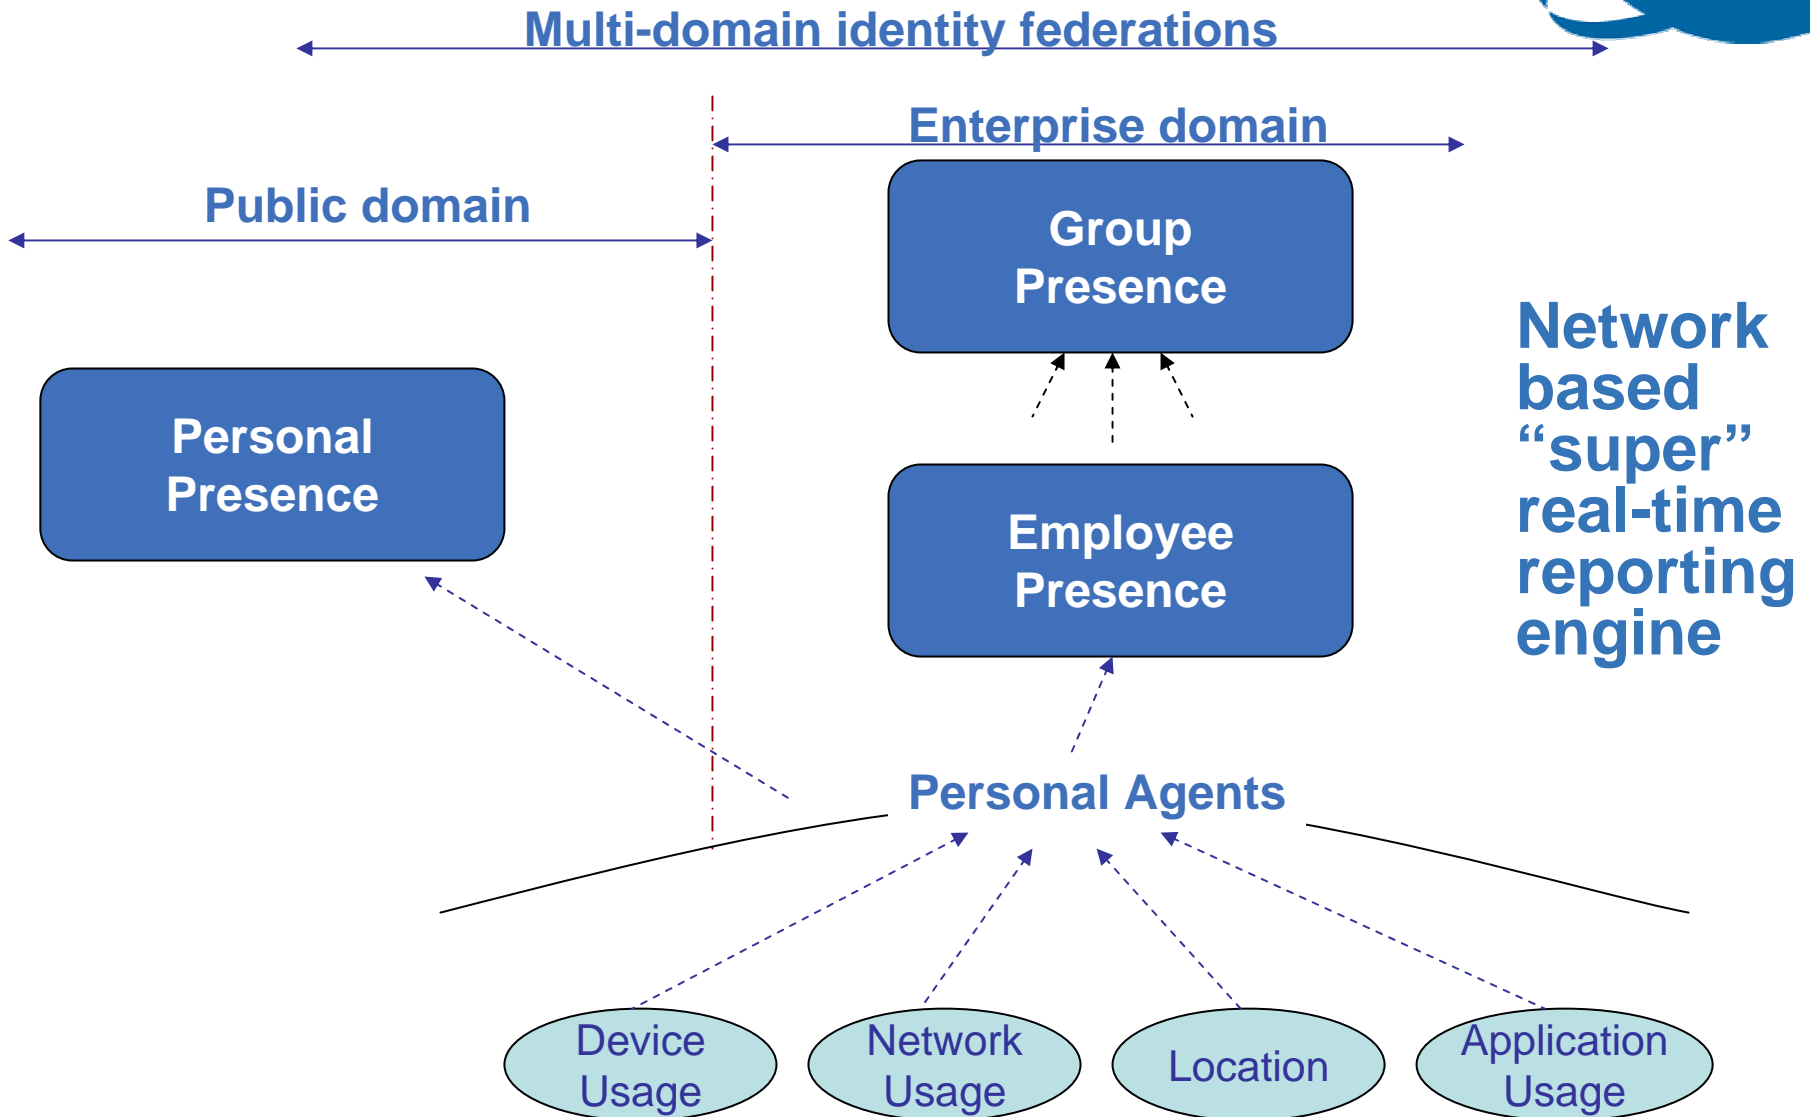 Multi-domain identity federations
Enterprise domain
Public domain
Group
Presence
Network
based
“super”
real-time
reporting
engine
Personal
Presence
Employee
Presence
Personal Agents
Device
Usage
Network
Usage
Location
Application
Usage